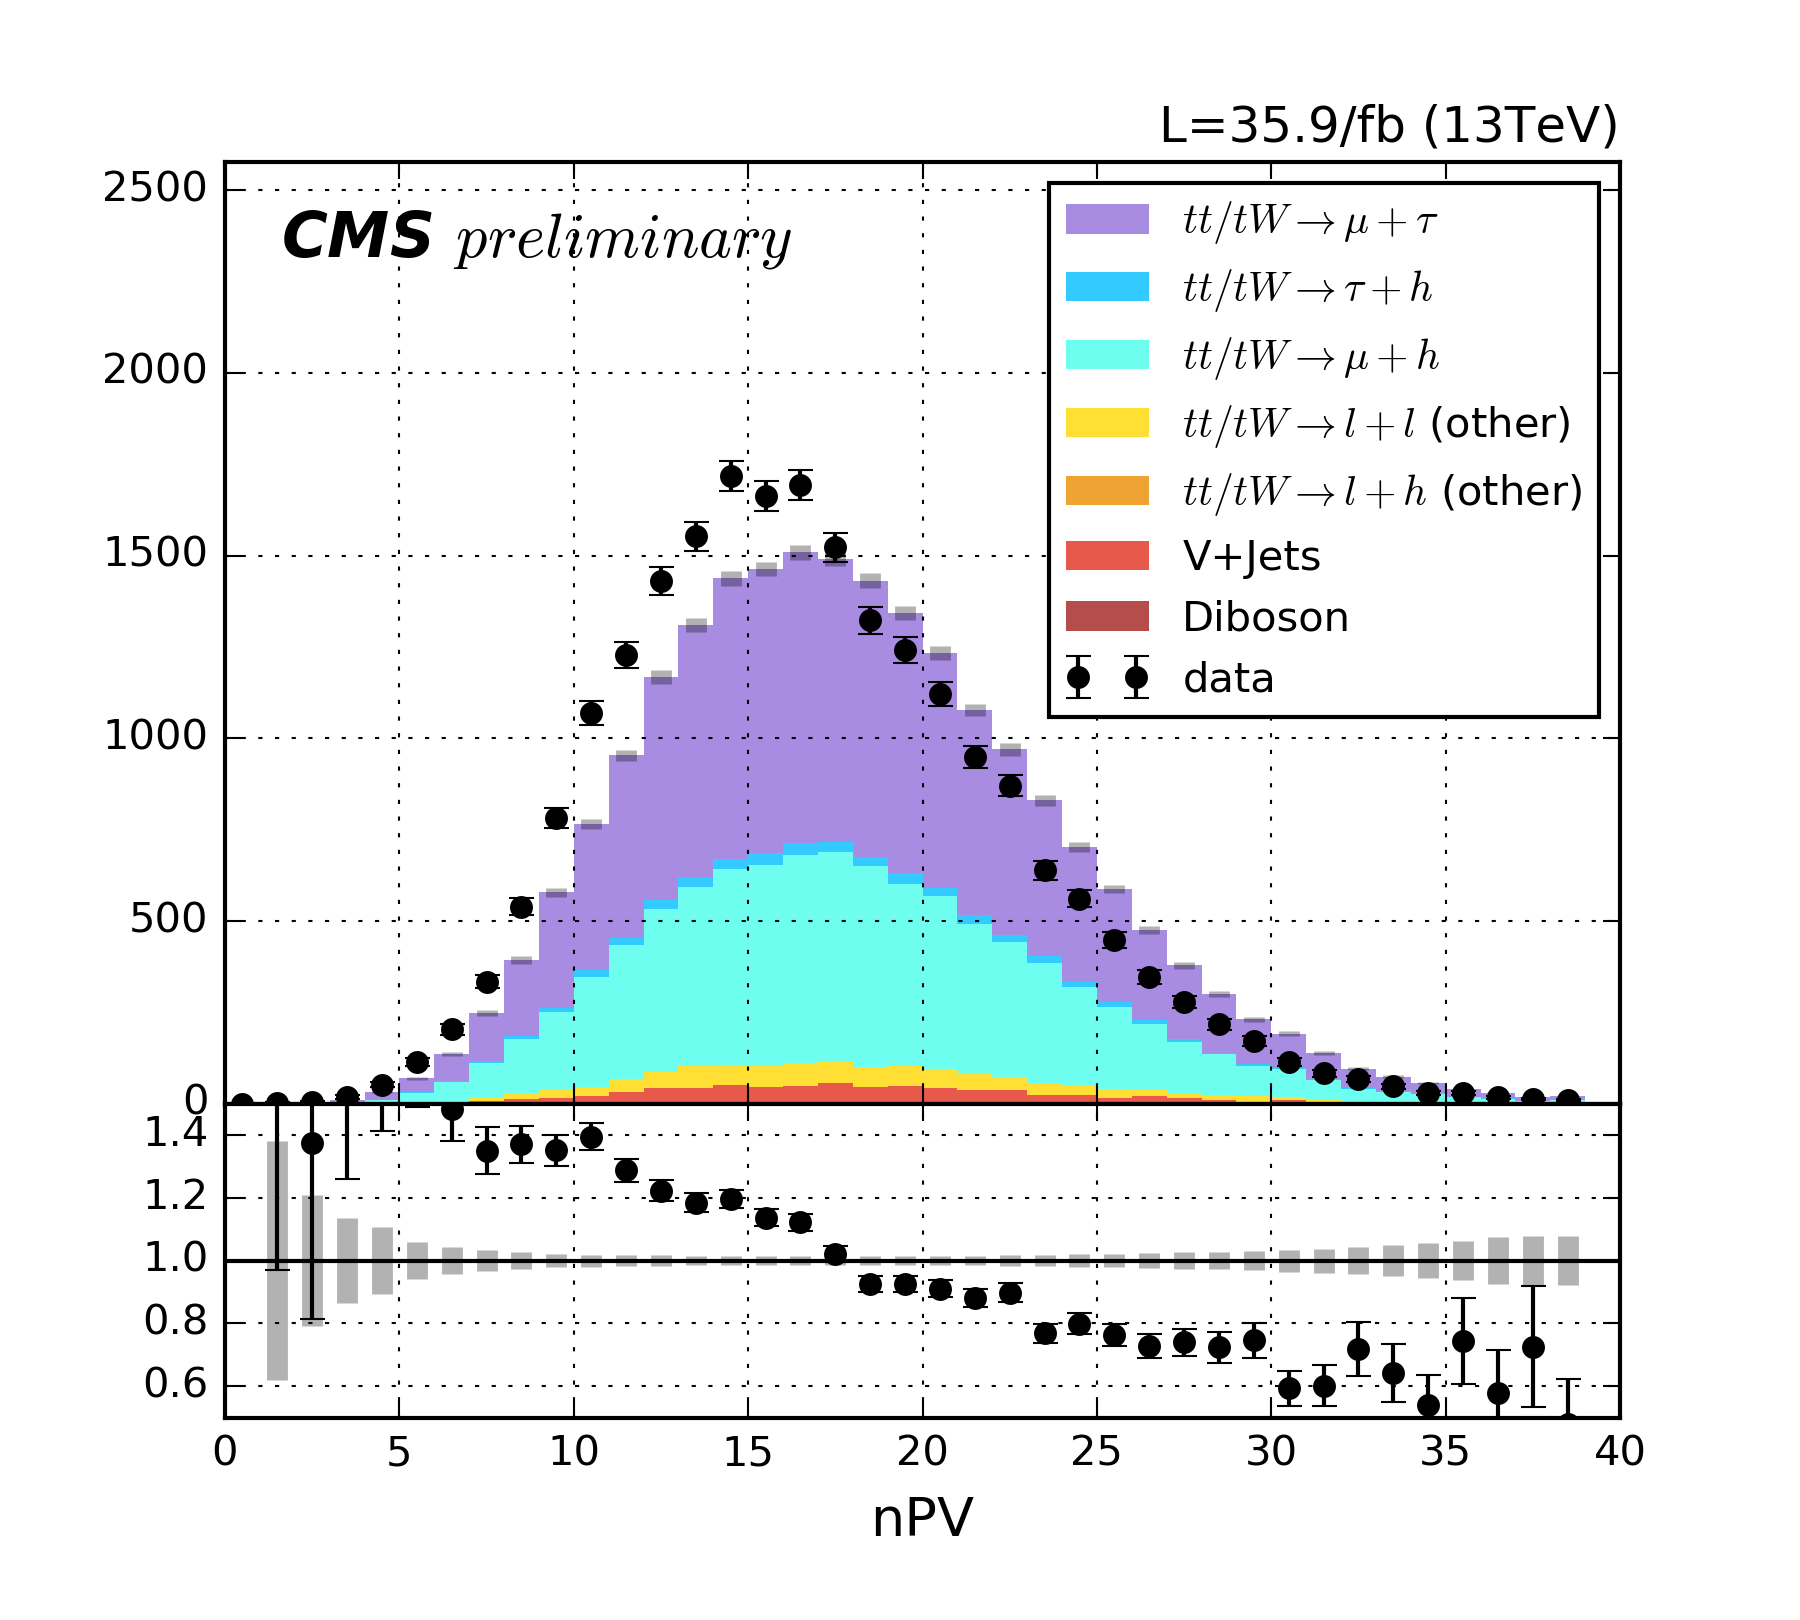 L=35.9/fb (13TeV)
CMS preliminary
2500
2000
1500
1000
500
0
tt/tW→μ+τ
tt/tW→τ+h
tt/tW→μ+h
tt/tW→l+l (other)
tt/tW→l+h (other)
V+Jets
Diboson
data
1.4
1.2
1.0
0.8
0.6
0 5 10 15 20 25 30 35 40
nPV